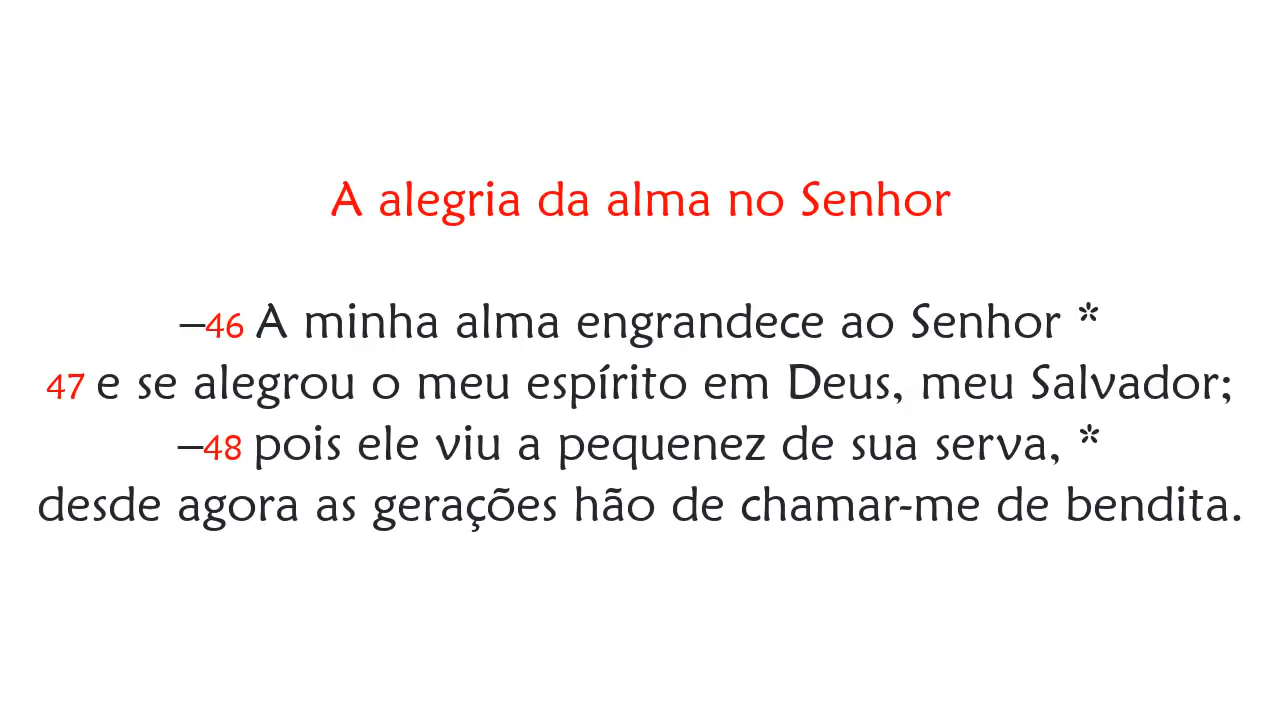 A alegria da alma no Senhor
–46 A minha alma engrandece ao Senhor *
47 e se alegrou o meu espírito em Deus, meu Salvador;
–48 pois ele viu a pequenez de sua serva, *
desde agora as gerações hão de chamar-me de bendita.